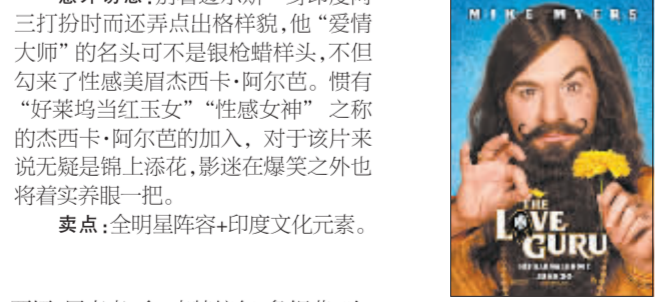 三打扮时而还弄点出格样貌,他“爱情
大师”的名头可不是银枪蜡样头,不但
勾来了性感美眉杰西卡·阿尔芭。惯有
“好莱坞当红玉女”“性感女神” 之称
的杰西卡·阿尔芭的加入, 对于该片来
说无疑是锦上添花,影迷在爆笑之外也
将着实养眼一把。
卖点:全明星阵容+印度文化元素。
MIKE MYERS
THE
LOVE
GURU